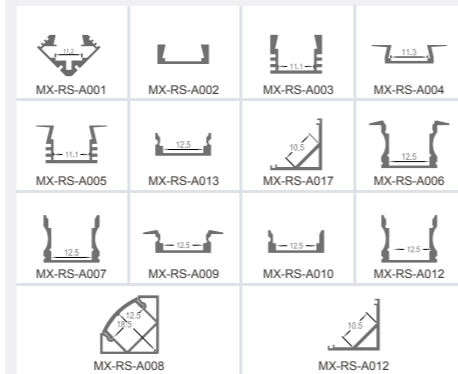 11.2
11.1
11.3
MX-RS-A001
MX-RS-A002
MX-RS-A003
MX-RS-A004
11.1
12.5
10.5
12.5
MX-RS-A005
MX-RS-A013
MX-RS-A017
MX-RS-A006
12.5
12.5
12.5
12.5
MX-RS-A007
MX-RS-A009
MX-RS-A010
MX-RS-A012
12.5
18.5
10.5
MX-RS-A008
MX-RS-A012